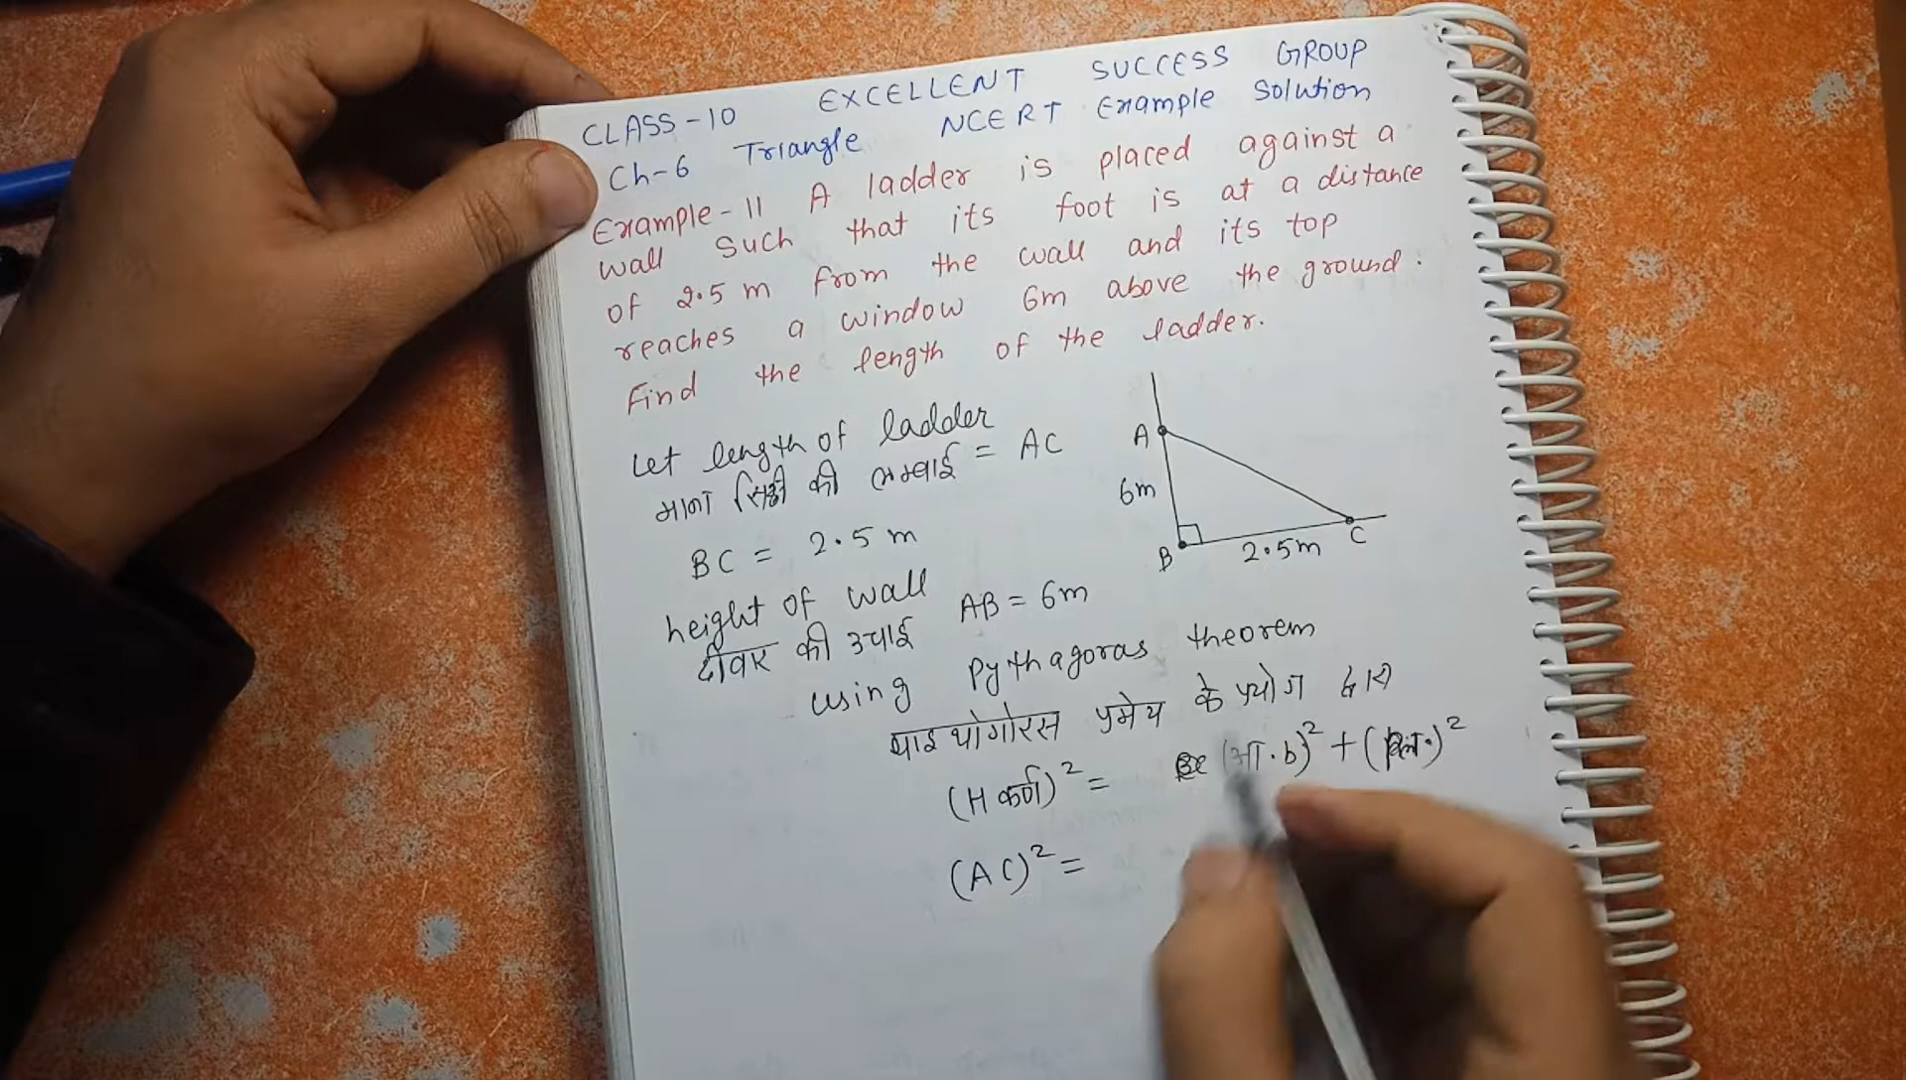 CLASS-10 EXCELLENT SUCCESS GROUP
Ch-6 Triangle NCERT Example Solution
Example-11 A ladder is placed against a
wall Such that its foot is at a distance
of 2.5 m from the wall and its top
reaches a window 6m above the ground.
Find the length of the ladder.
Let length of ladder
माना सिढी की लम्बाई = AC
BC = 2.5 m
height of wall
दीवार की उचाई AB = 6m
using Pythagoras theorem
पाइथोगोरस प्रमेय के प्रयोग द्वारा
(H कर्ण)² = (आ.b)² + ( )²
(AC)² =
A
6m
B
2.5m
C